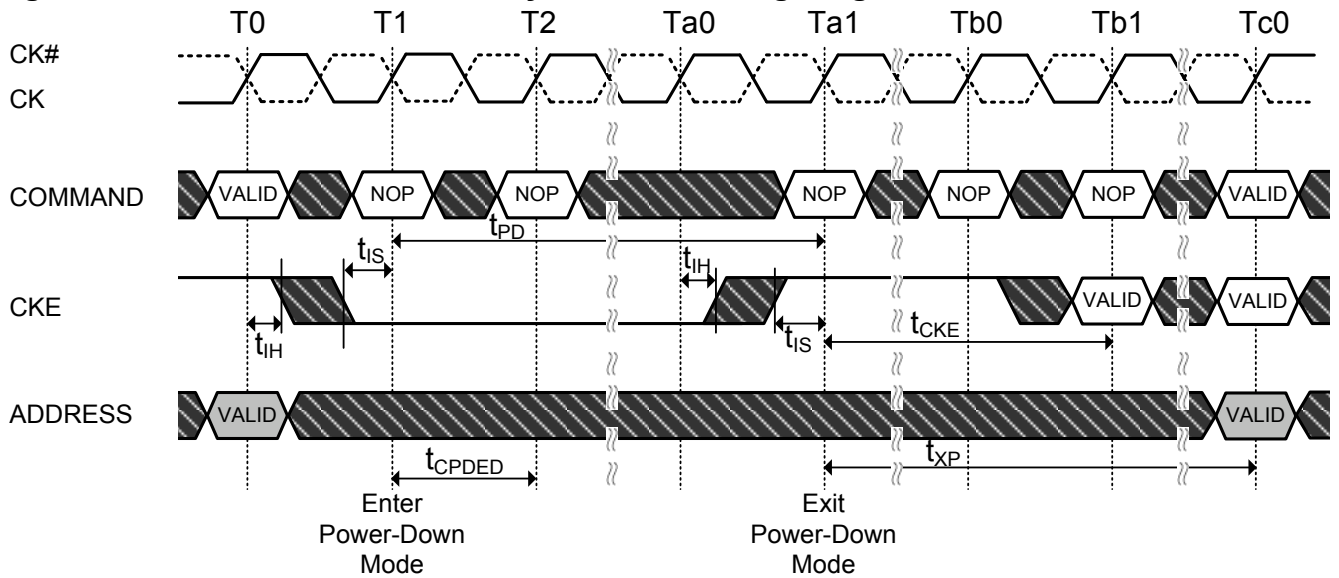 T0 T1 T2 Ta0 Ta1 Tb0 Tb1 Tc0
CK#
CK
COMMAND VALID NOP NOP NOP NOP NOP VALID
tPD
tIS tIH
CKE VALID VALID
tIH tIS tCKE
ADDRESS VALID VALID
tCPDED tXP
Enter
Power-Down
Mode
Exit
Power-Down
Mode